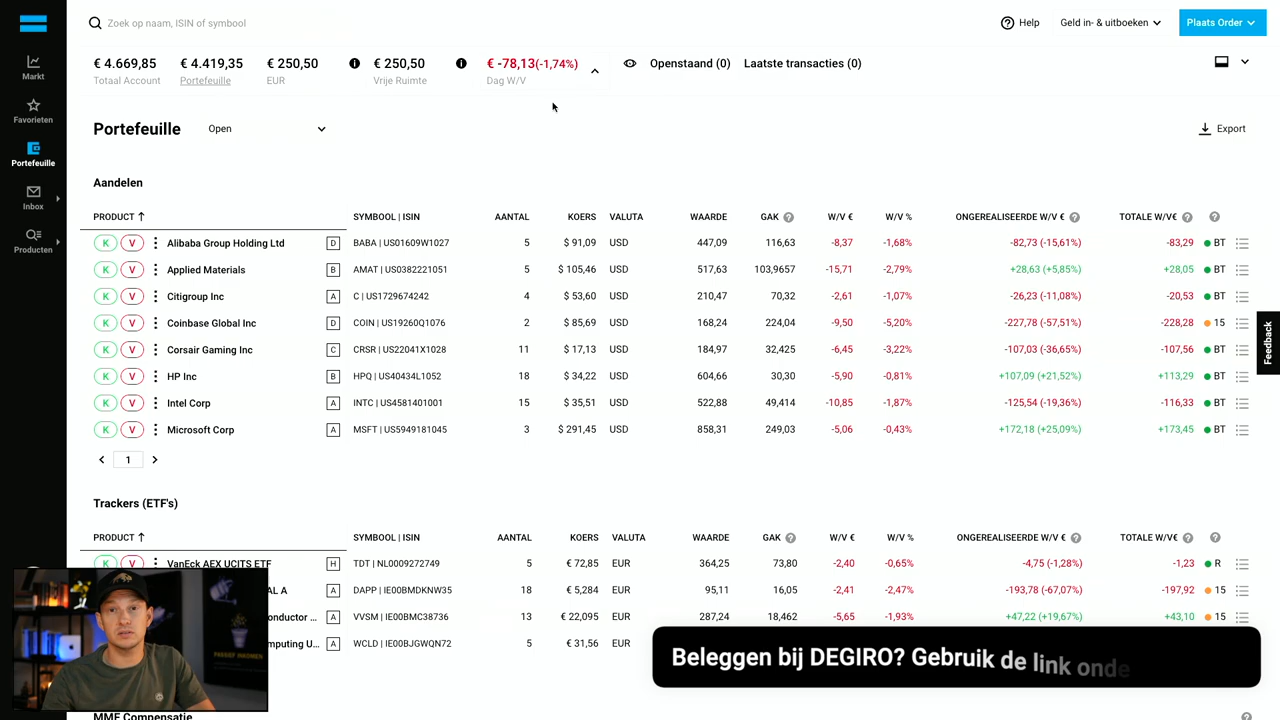 Zoek op naam, ISIN of symbool
Help
Geld in- & uitboeken
Plaats Order
€ 4.669,85 € 4.419,35 € 250,50 € 250,50 € -78,13(-1,74%) Openstaand (0) Laatste transacties (0)
Totaal Account Portefeuille EUR Vrije Ruimte Dag W/V
Markt
Favorieten
Portefeuille
Inbox
Producten
Portefeuille Open Export
Aandelen
PRODUCT ↑ SYMBOOL | ISIN AANTAL KOERS VALUTA WAARDE GAK W/V € W/V % ONGEREALISEERDE W/V € TOTALE W/V€
K V Alibaba Group Holding Ltd D BABA | US01609W1027 5 $ 91,09 USD 447,09 116,63 -8,37 -1,68% -82,73 (-15,61%) -83,29 BT
K V Applied Materials B AMAT | US0382221051 5 $ 105,46 USD 517,63 103,9657 -15,71 -2,79% +28,63 (+5,85%) +28,05 BT
K V Citigroup Inc A C | US1729674242 4 $ 53,60 USD 210,47 70,32 -2,61 -1,07% -26,23 (-11,08%) -20,53 BT
K V Coinbase Global Inc D COIN | US19260Q1076 2 $ 85,69 USD 168,24 224,04 -9,50 -5,20% -227,78 (-57,51%) -228,28 15
K V Corsair Gaming Inc C CRSR | US22041X1028 11 $ 17,13 USD 184,97 32,425 -6,45 -3,22% -107,03 (-36,65%) -107,56 BT
K V HP Inc B HPQ | US40434L1052 18 $ 34,22 USD 604,66 30,30 -5,90 -0,81% +107,09 (+21,52%) +113,29 BT
K V Intel Corp A INTC | US4581401001 15 $ 35,51 USD 522,88 49,414 -10,85 -1,87% -125,54 (-19,36%) -116,33 BT
K V Microsoft Corp A MSFT | US5949181045 3 $ 291,45 USD 858,31 249,03 -5,06 -0,43% +172,18 (+25,09%) +173,45 BT
1
Feedback
Trackers (ETF's)
PRODUCT ↑ SYMBOOL | ISIN AANTAL KOERS VALUTA WAARDE GAK W/V € W/V % ONGEREALISEERDE W/V € TOTALE W/V€
K V VanEck AEX UCITS ETF H TDT | NL0009272749 5 € 72,85 EUR 364,25 73,80 -2,40 -0,65% -4,75 (-1,28%) -1,23 R
AL A A DAPP | IE00BMDKNW35 18 € 5,284 EUR 95,11 16,05 -2,41 -2,47% -193,78 (-67,07%) -197,92 15
onductor ... A VVSM | IE00BMC38736 13 € 22,095 EUR 287,24 18,462 -5,65 -1,93% +47,22 (+19,67%) +43,10 15
mputing U... A WCLD | IE00BJGWQN72 5 € 31,56 EUR
Beleggen bij DEGIRO? Gebruik de link onde
MMF Compensatie